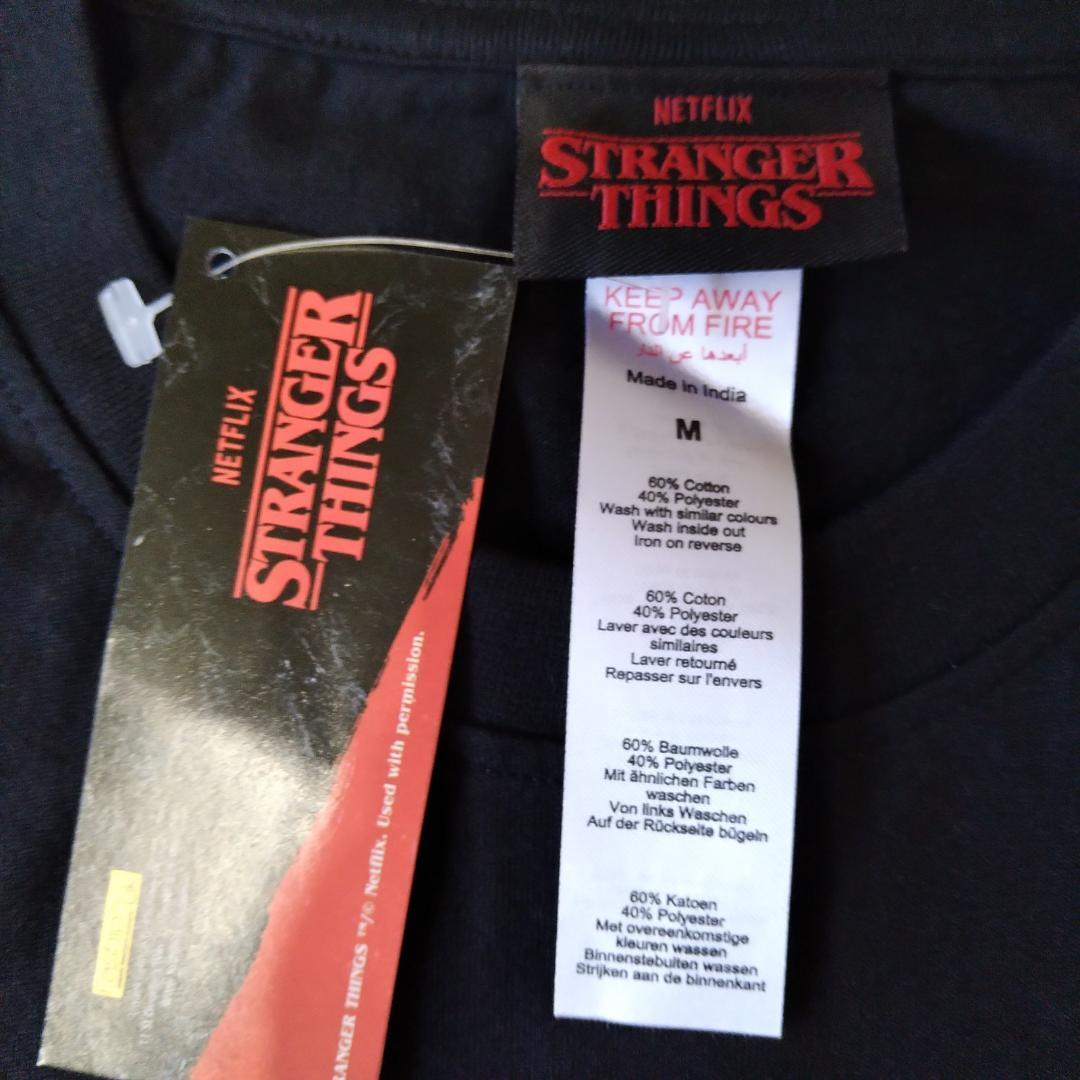 NETFLIX
STRANGER
THINGS
KEEP AWAY
FROM FIRE
أبعدها عن النار
Made in India
M
60% Cotton
40% Polyester
Wash with similar colours
Wash inside out
Iron on reverse
60% Coton
40% Polyester
Laver avec des couleurs
similaires
Laver retourné
Repasser sur l'envers
60% Baumwolle
40% Polyester
Mit ähnlichen Farben
waschen
Von links Waschen
Auf der Rückseite bügeln
60% Katoen
40% Polyester
Met overeenkomstige
kleuren wassen
Binnenstebuiten wassen
Strijken aan de binnenkant
NETFLIX
STRANGER
THINGS
RANGER THINGS ™/© Netflix. Used with permission.